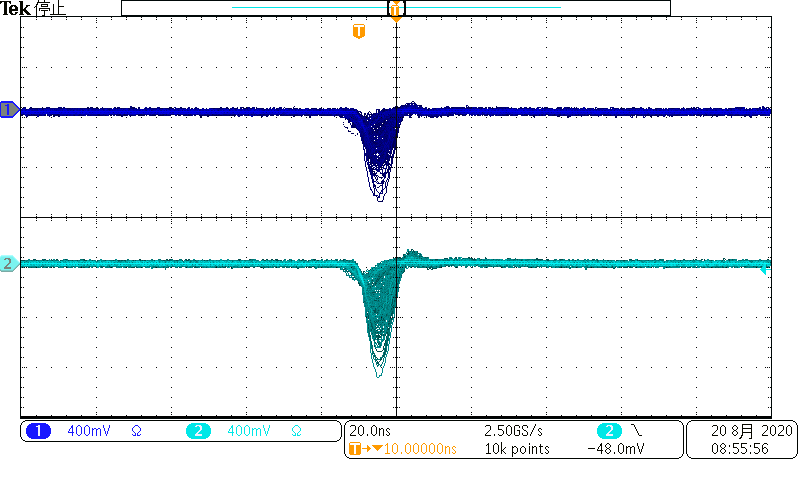 Tek 停止
T
T
1
2
1 400mV Ω 2 400mV Ω
20.0ns 2.50GS/s 2
T→▼10.00000ns 10k points −48.0mV
20 8月 2020
08:55:56